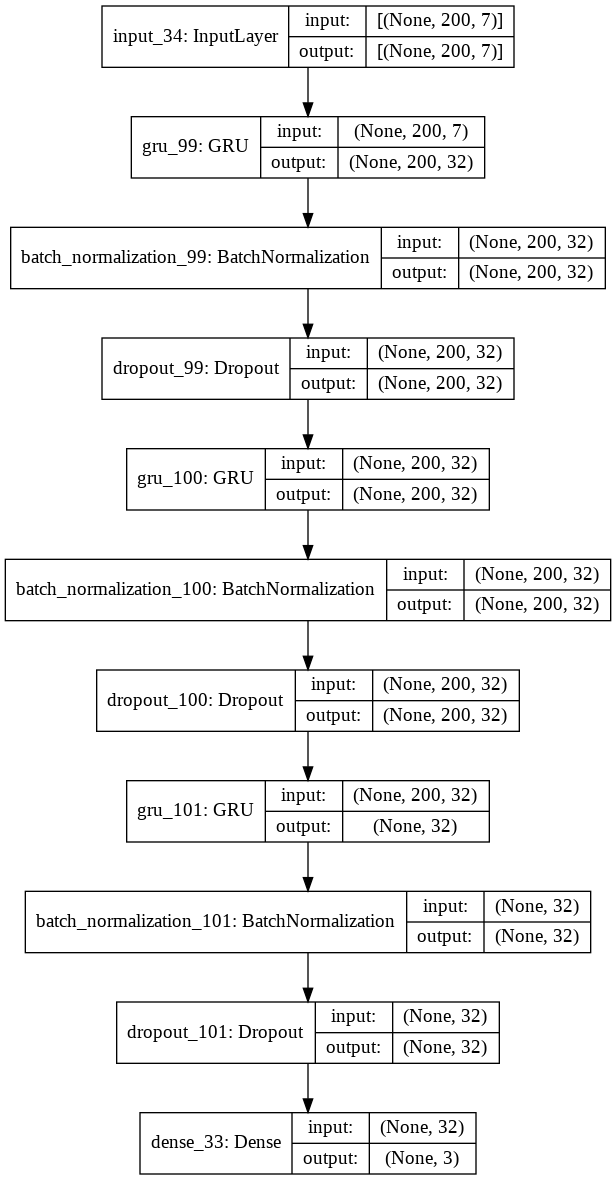 input_34: InputLayer
input: [(None, 200, 7)]
output: [(None, 200, 7)]
gru_99: GRU
input: (None, 200, 7)
output: (None, 200, 32)
batch_normalization_99: BatchNormalization
input: (None, 200, 32)
output: (None, 200, 32)
dropout_99: Dropout
input: (None, 200, 32)
output: (None, 200, 32)
gru_100: GRU
input: (None, 200, 32)
output: (None, 200, 32)
batch_normalization_100: BatchNormalization
input: (None, 200, 32)
output: (None, 200, 32)
dropout_100: Dropout
input: (None, 200, 32)
output: (None, 200, 32)
gru_101: GRU
input: (None, 200, 32)
output: (None, 32)
batch_normalization_101: BatchNormalization
input: (None, 32)
output: (None, 32)
dropout_101: Dropout
input: (None, 32)
output: (None, 32)
dense_33: Dense
input: (None, 32)
output: (None, 3)